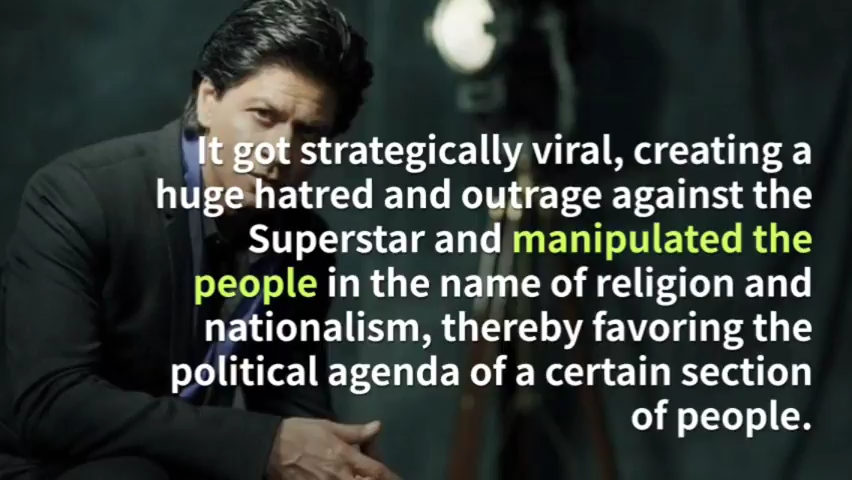 It got strategically viral, creating a
huge hatred and outrage against the
Superstar and manipulated the
people in the name of religion and
nationalism, thereby favoring the
political agenda of a certain section
of people.